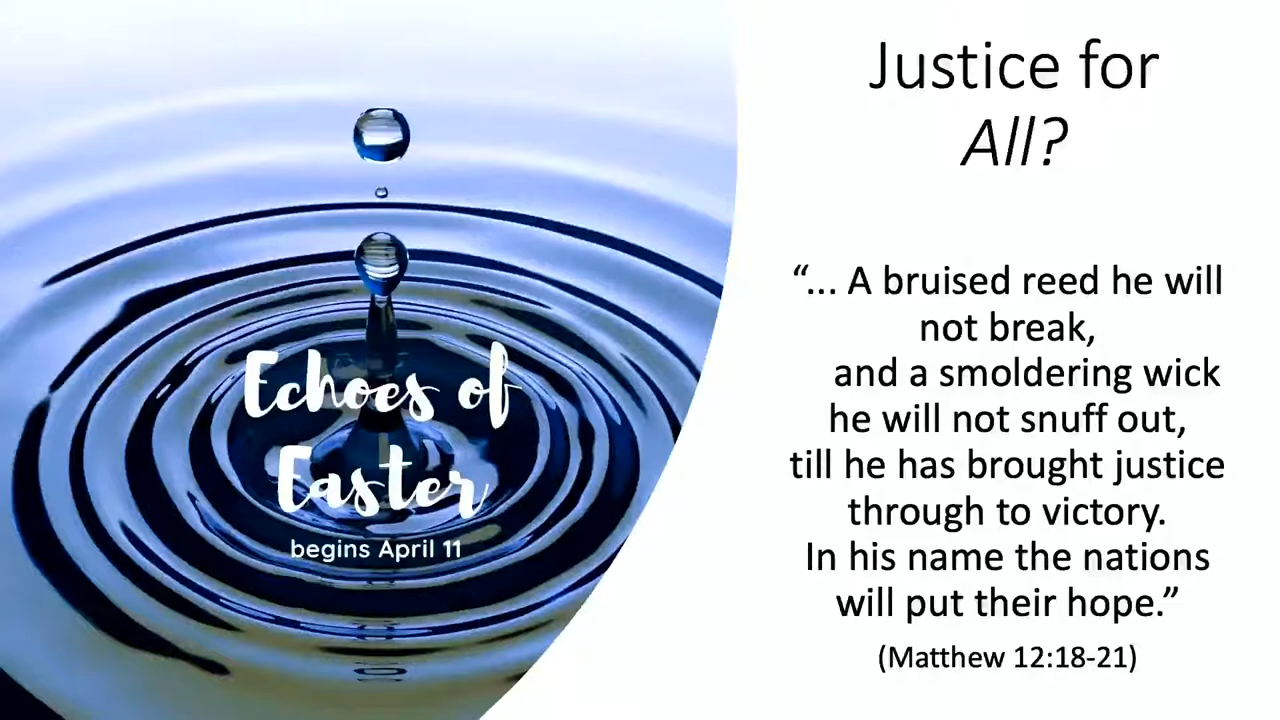 Echoes of
Easter
begins April 11
Justice for
All?
“... A bruised reed he will
not break,
and a smoldering wick
he will not snuff out,
till he has brought justice
through to victory.
In his name the nations
will put their hope.”
(Matthew 12:18-21)